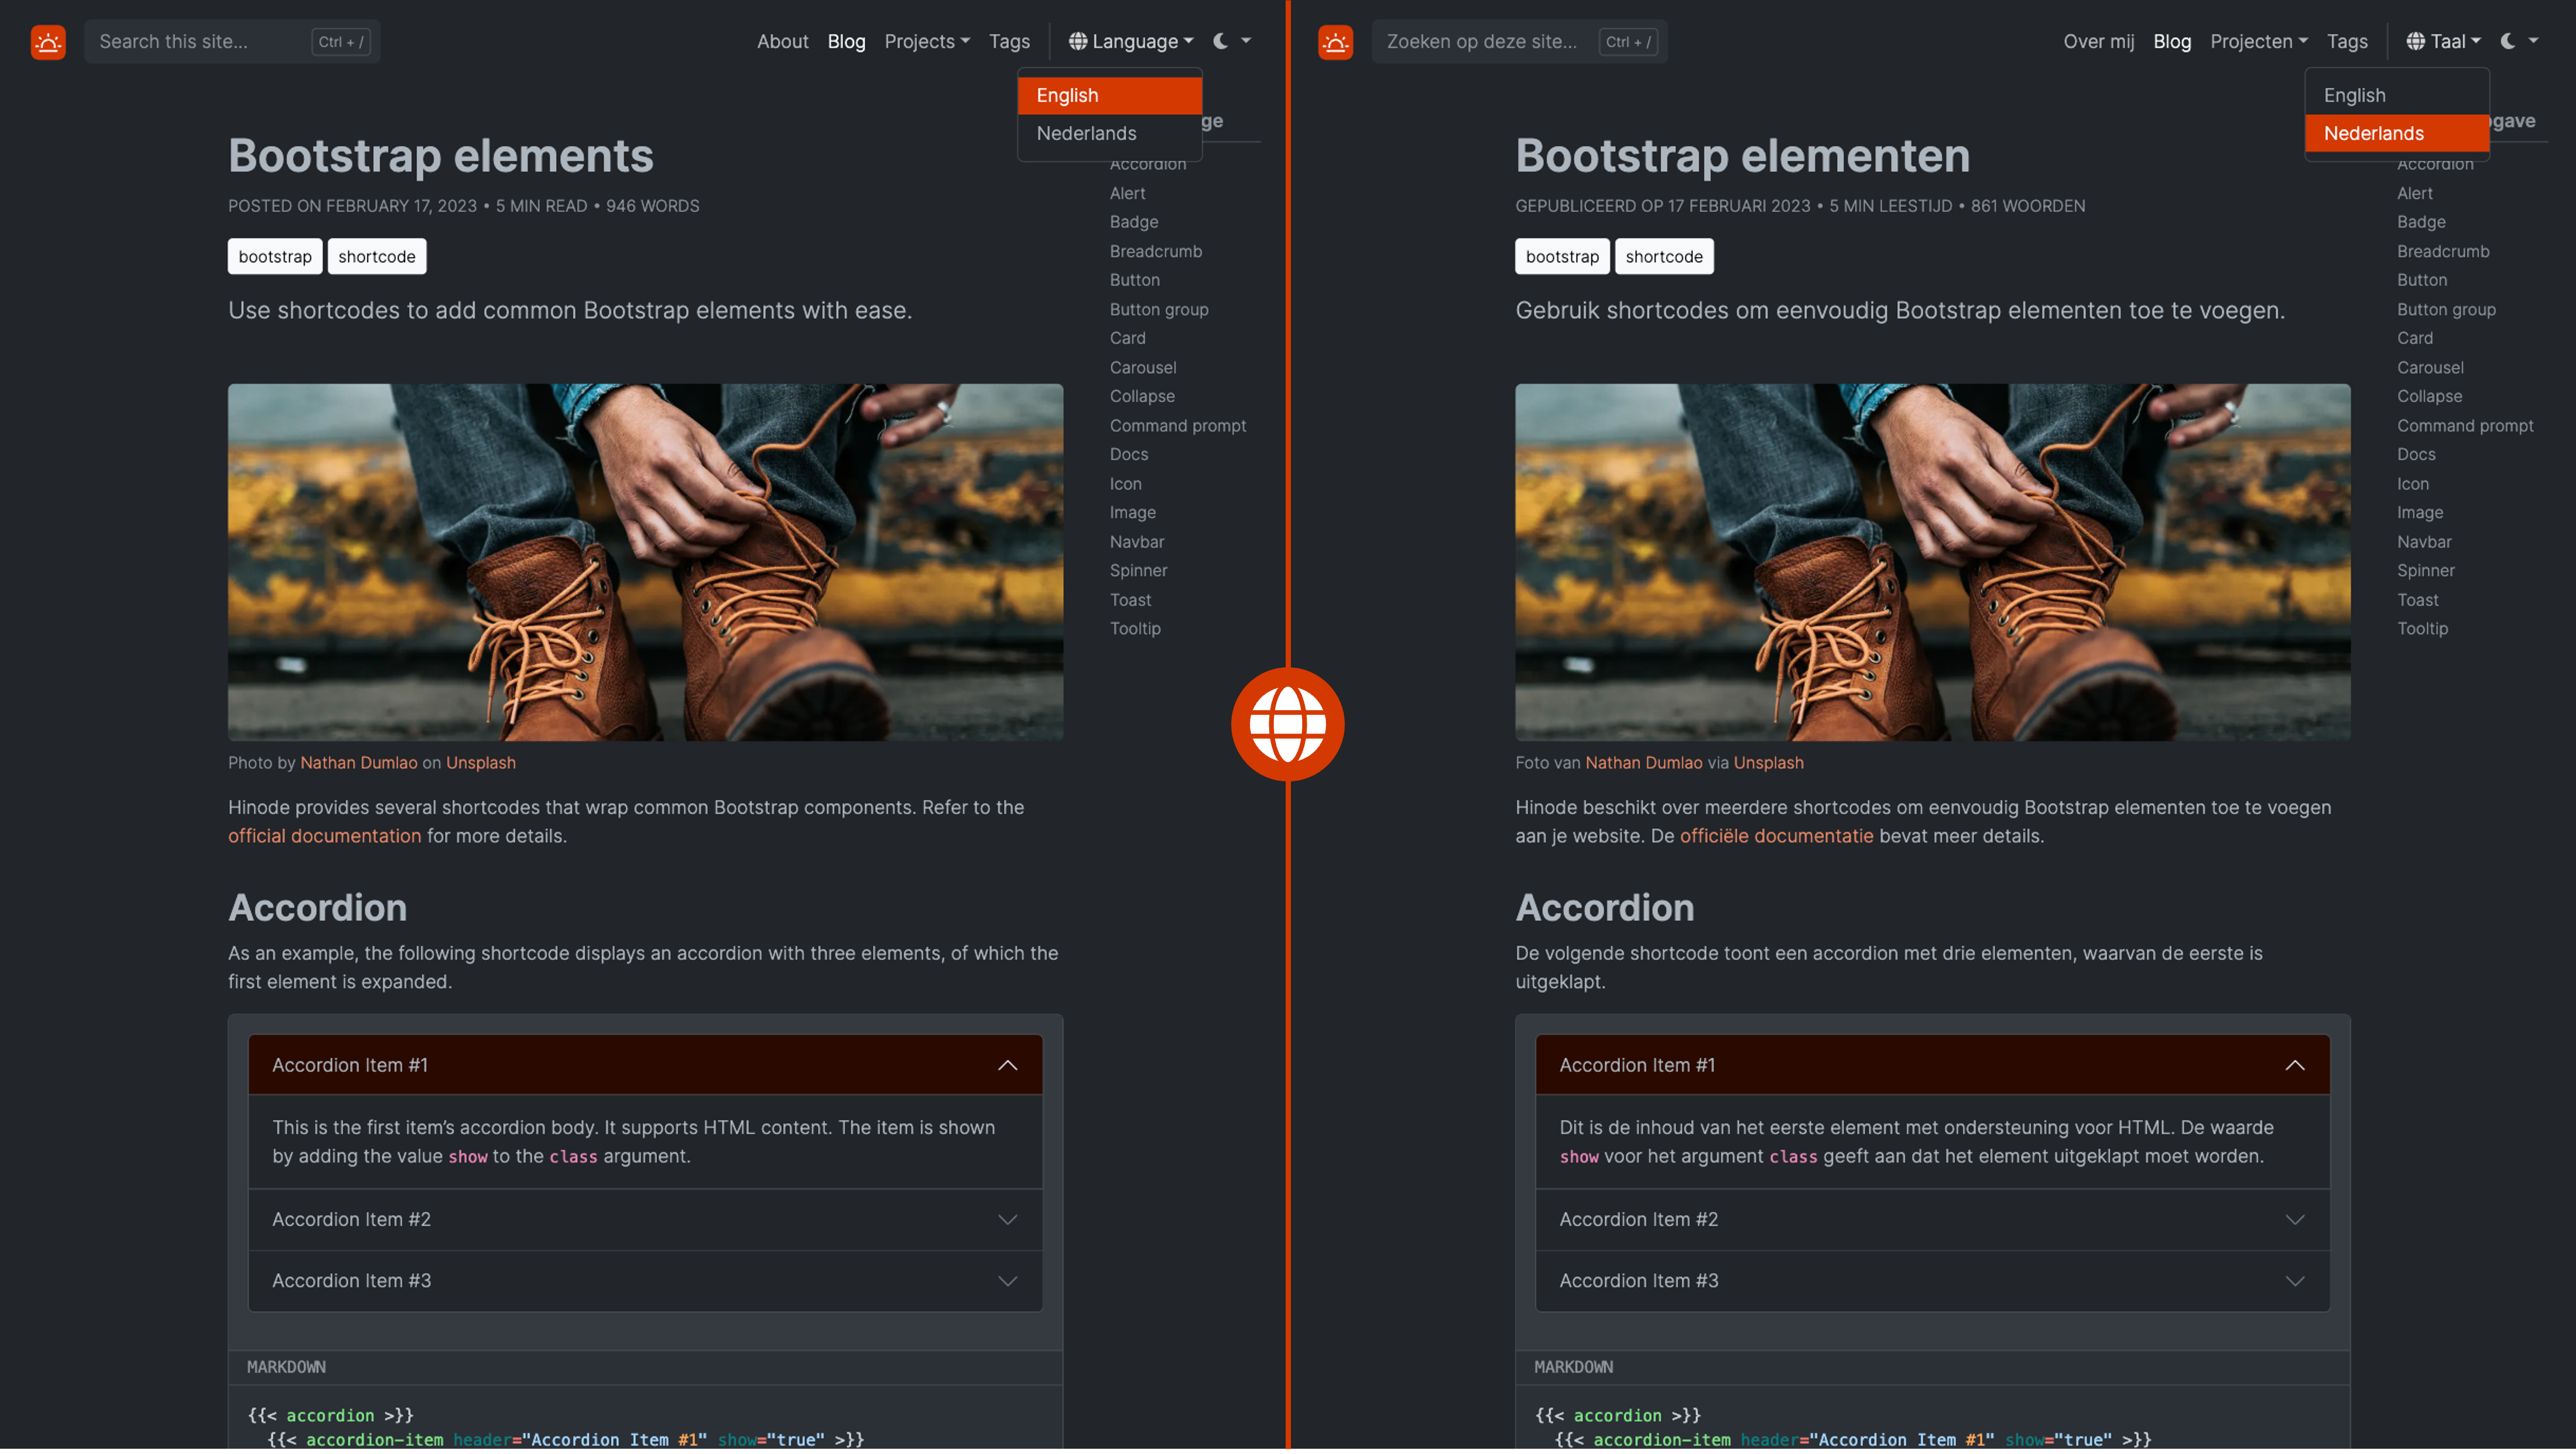 Search this site... Ctrl + /
About Blog Projects Tags Language
English
Nederlands
ge
Bootstrap elements
POSTED ON FEBRUARY 17, 2023 • 5 MIN READ • 946 WORDS
bootstrap shortcode
Use shortcodes to add common Bootstrap elements with ease.
Accordion
Alert
Badge
Breadcrumb
Button
Button group
Card
Carousel
Collapse
Command prompt
Docs
Icon
Image
Navbar
Spinner
Toast
Tooltip
Photo by Nathan Dumlao on Unsplash
Hinode provides several shortcodes that wrap common Bootstrap components. Refer to the
official documentation for more details.
Accordion
As an example, the following shortcode displays an accordion with three elements, of which the
first element is expanded.
Accordion Item #1
This is the first item’s accordion body. It supports HTML content. The item is shown
by adding the value show to the class argument.
Accordion Item #2
Accordion Item #3
MARKDOWN
{{< accordion >}}
{{< accordion-item header="Accordion Item #1" show="true" >}}
Zoeken op deze site... Ctrl + /
Over mij Blog Projecten Tags Taal
English
Nederlands
gave
Bootstrap elementen
GEPUBLICEERD OP 17 FEBRUARI 2023 • 5 MIN LEESTIJD • 861 WOORDEN
bootstrap shortcode
Gebruik shortcodes om eenvoudig Bootstrap elementen toe te voegen.
Accordion
Alert
Badge
Breadcrumb
Button
Button group
Card
Carousel
Collapse
Command prompt
Docs
Icon
Image
Navbar
Spinner
Toast
Tooltip
Foto van Nathan Dumlao via Unsplash
Hinode beschikt over meerdere shortcodes om eenvoudig Bootstrap elementen toe te voegen
aan je website. De officiële documentatie bevat meer details.
Accordion
De volgende shortcode toont een accordion met drie elementen, waarvan de eerste is
uitgeklapt.
Accordion Item #1
Dit is de inhoud van het eerste element met ondersteuning voor HTML. De waarde
show voor het argument class geeft aan dat het element uitgeklapt moet worden.
Accordion Item #2
Accordion Item #3
MARKDOWN
{{< accordion >}}
{{< accordion-item header="Accordion Item #1" show="true" >}}